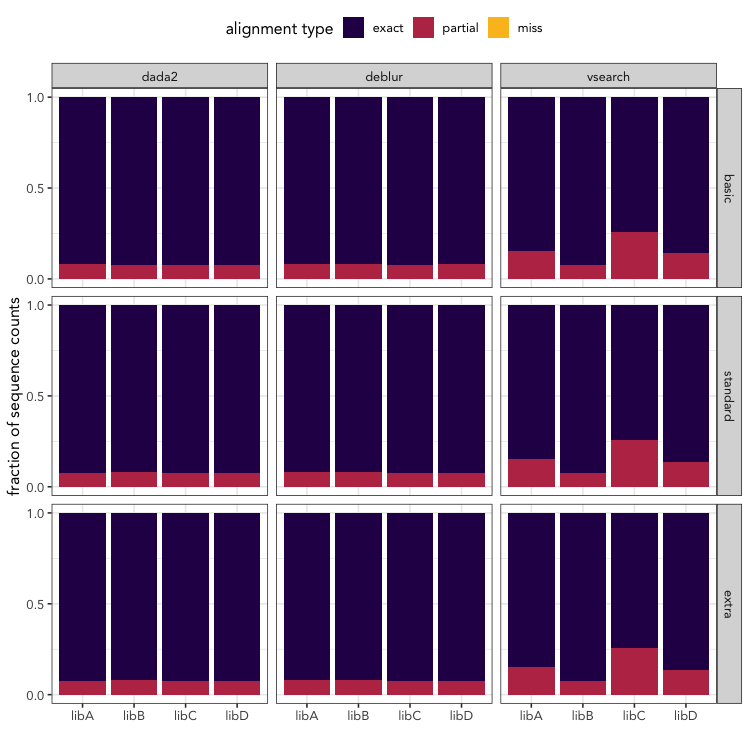 alignment type exact partial miss
dada2 deblur vsearch
fraction of sequence counts
1.0
0.5
0.0
basic
1.0
0.5
0.0
standard
1.0
0.5
0.0
extra
libA libB libC libD libA libB libC libD libA libB libC libD